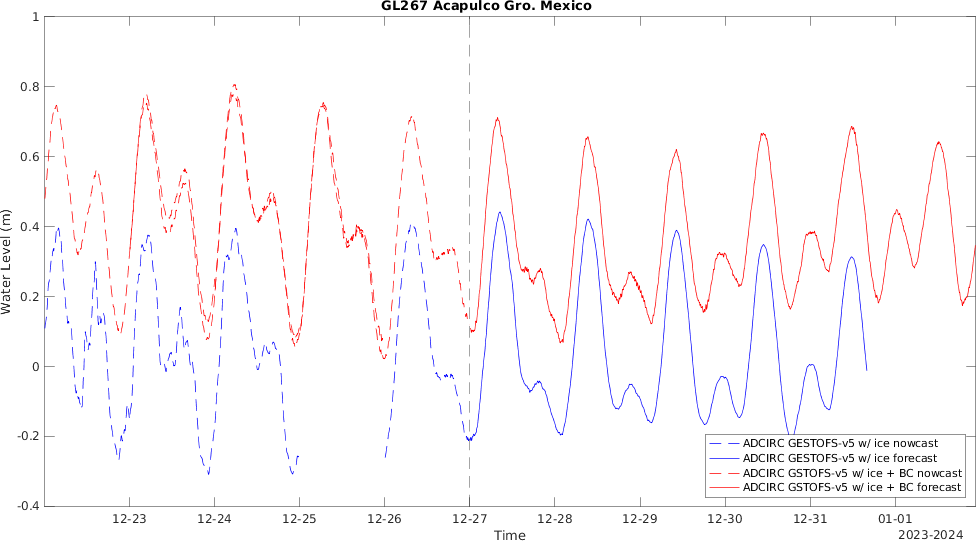 GL267 Acapulco Gro. Mexico
1
0.8
0.6
0.4
0.2
0
-0.2
-0.4
Water Level (m)
12-23 12-24 12-25 12-26 12-27 12-28 12-29 12-30 12-31 01-01
Time
2023-2024
ADCIRC GESTOFS-v5 w/ ice nowcast
ADCIRC GESTOFS-v5 w/ ice forecast
ADCIRC GSTOFS-v5 w/ ice + BC nowcast
ADCIRC GSTOFS-v5 w/ ice + BC forecast